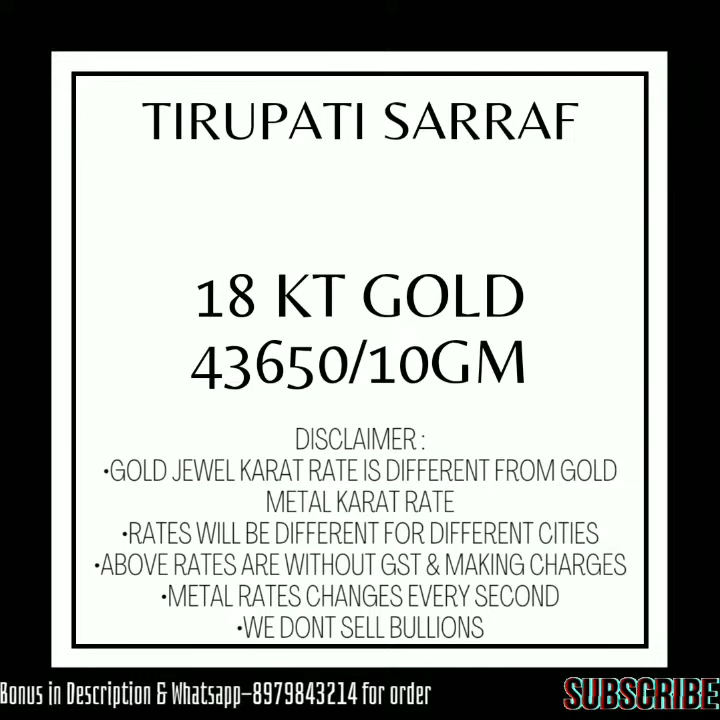 TIRUPATI SARRAF
18 KT GOLD
43650/10GM
DISCLAIMER :
•GOLD JEWEL KARAT RATE IS DIFFERENT FROM GOLD
METAL KARAT RATE
•RATES WILL BE DIFFERENT FOR DIFFERENT CITIES
•ABOVE RATES ARE WITHOUT GST & MAKING CHARGES
•METAL RATES CHANGES EVERY SECOND
•WE DONT SELL BULLIONS
Bonus in Description & Whatsapp-8979843214 for order
SUBSCRIBE